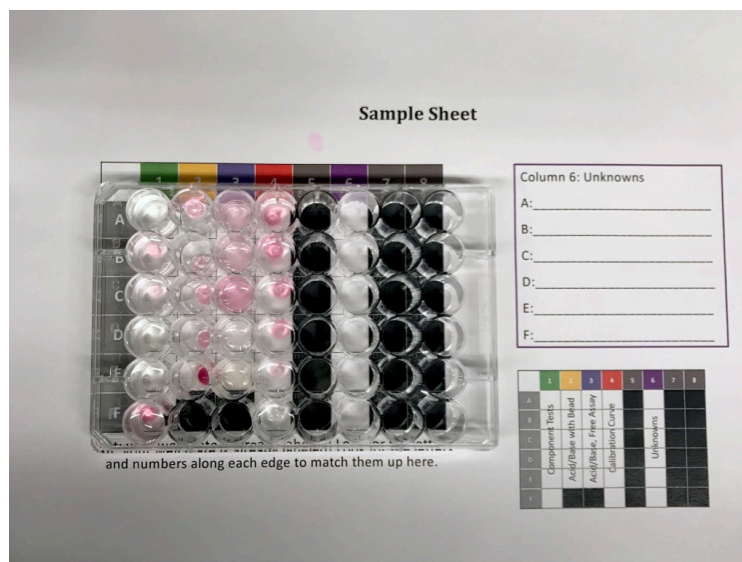 Sample Sheet
1 2 3 4 5 6 7 8
A
B
C
D
E
F
and numbers along each edge to match them up here.
Column 6: Unknowns
A:
B:
C:
D:
E:
F:
1 2 3 4 5 6 7 8
A
B
C
D
E
F
Component Tests
Acid/Base with Bead
Acid/Base, Free Assay
Calibration Curve
Unknowns